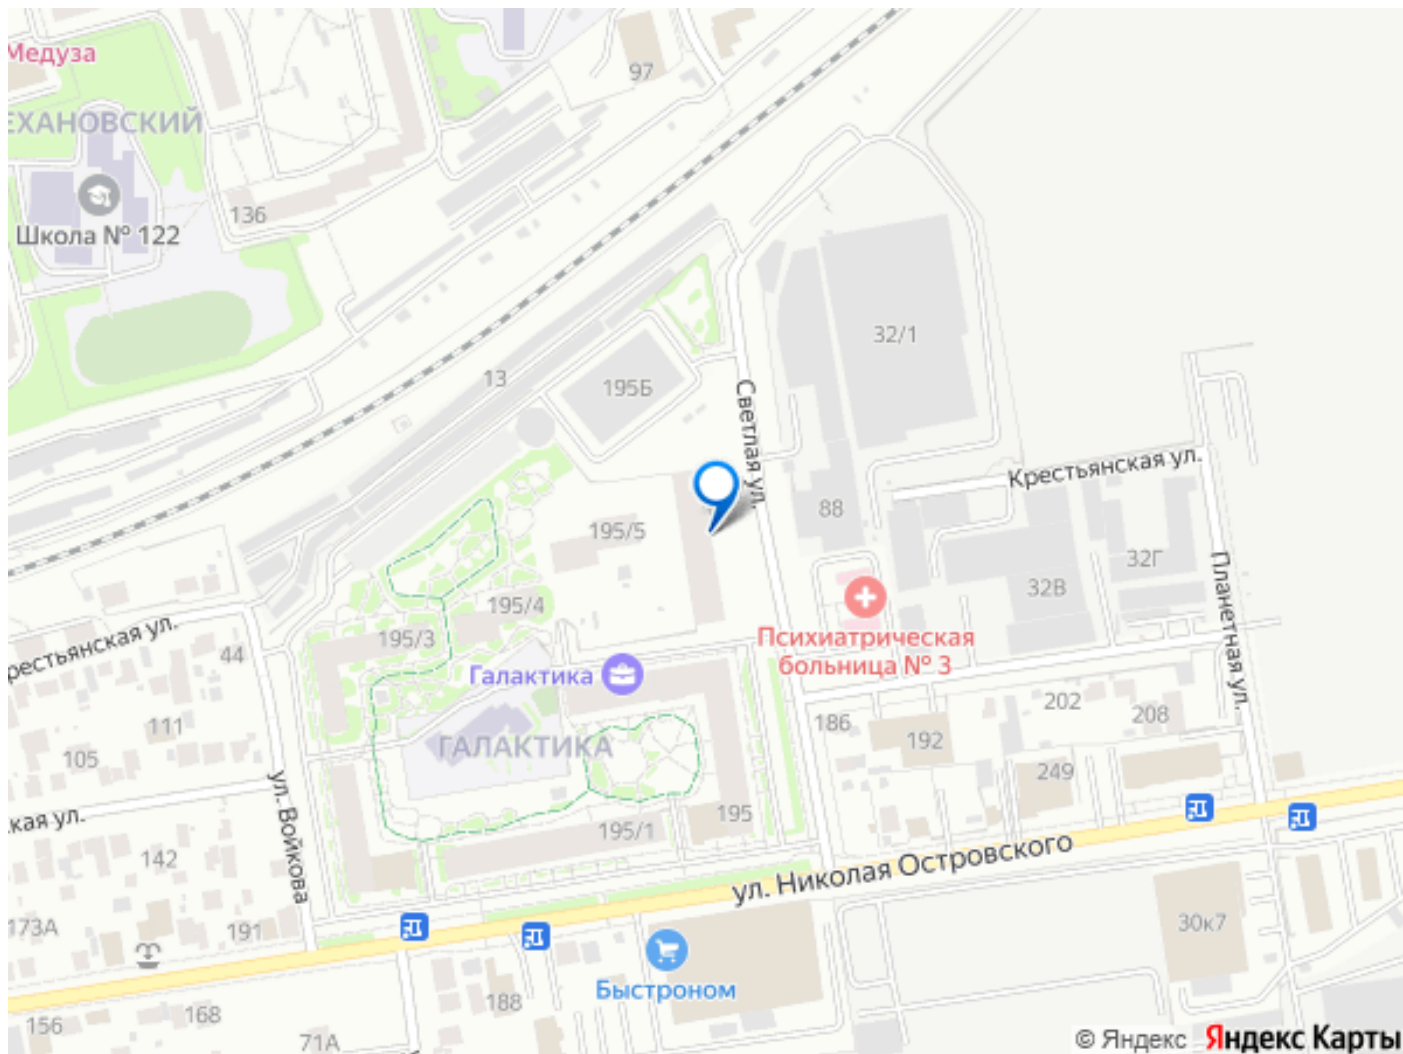 Медуза
97
ЕХАНОВСКИЙ
136
Школа № 122
32/1
13
195Б
Светлая ул.
Крестьянская ул.
88
195/5
32Г
32В
Планетная ул.
195/4
195/3
рестьянская ул.
44
Психиатрическая
больница № 3
Галактика
202
208
186
192
111
ГАЛАКТИКА
105
249
ул. Войкова
кая ул.
195
195/1
142
ул. Николая Островского
173А
191
30к7
Быстроном
188
168
156
71А
© Яндекс Яндекс Карты